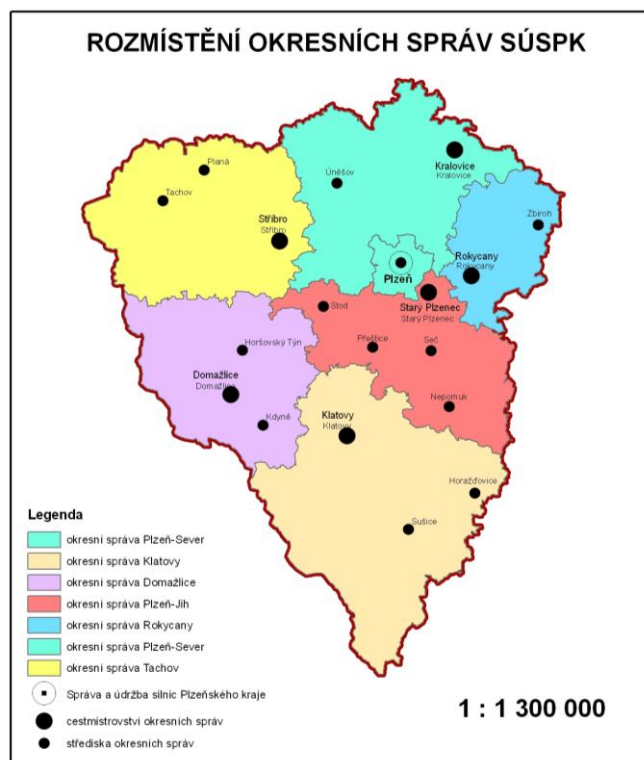 ROZMÍSTĚNÍ OKRESNÍCH SPRÁV SÚSPK
Planá
Tachov
Úněšov
Kralovice
Kralovice
Zbiroh
Stříbro
Stříbro
Plzeň
Rokycany
Rokycany
Starý Plzenec
Starý Plzenec
Stod
Přeštice
Seč
Horšovský Týn
Domažlice
Domažlice
Nepomuk
Kdyně
Klatovy
Klatovy
Horažďovice
Sušice
Legenda
okresní správa Plzeň-Sever
okresní správa Klatovy
okresní správa Domažlice
okresní správa Plzeň-Jih
okresní správa Rokycany
okresní správa Plzeň-Sever
okresní správa Tachov
Správa a údržba silnic Plzeňského kraje
cestmistrovství okresních správ
střediska okresních správ
1 : 1 300 000